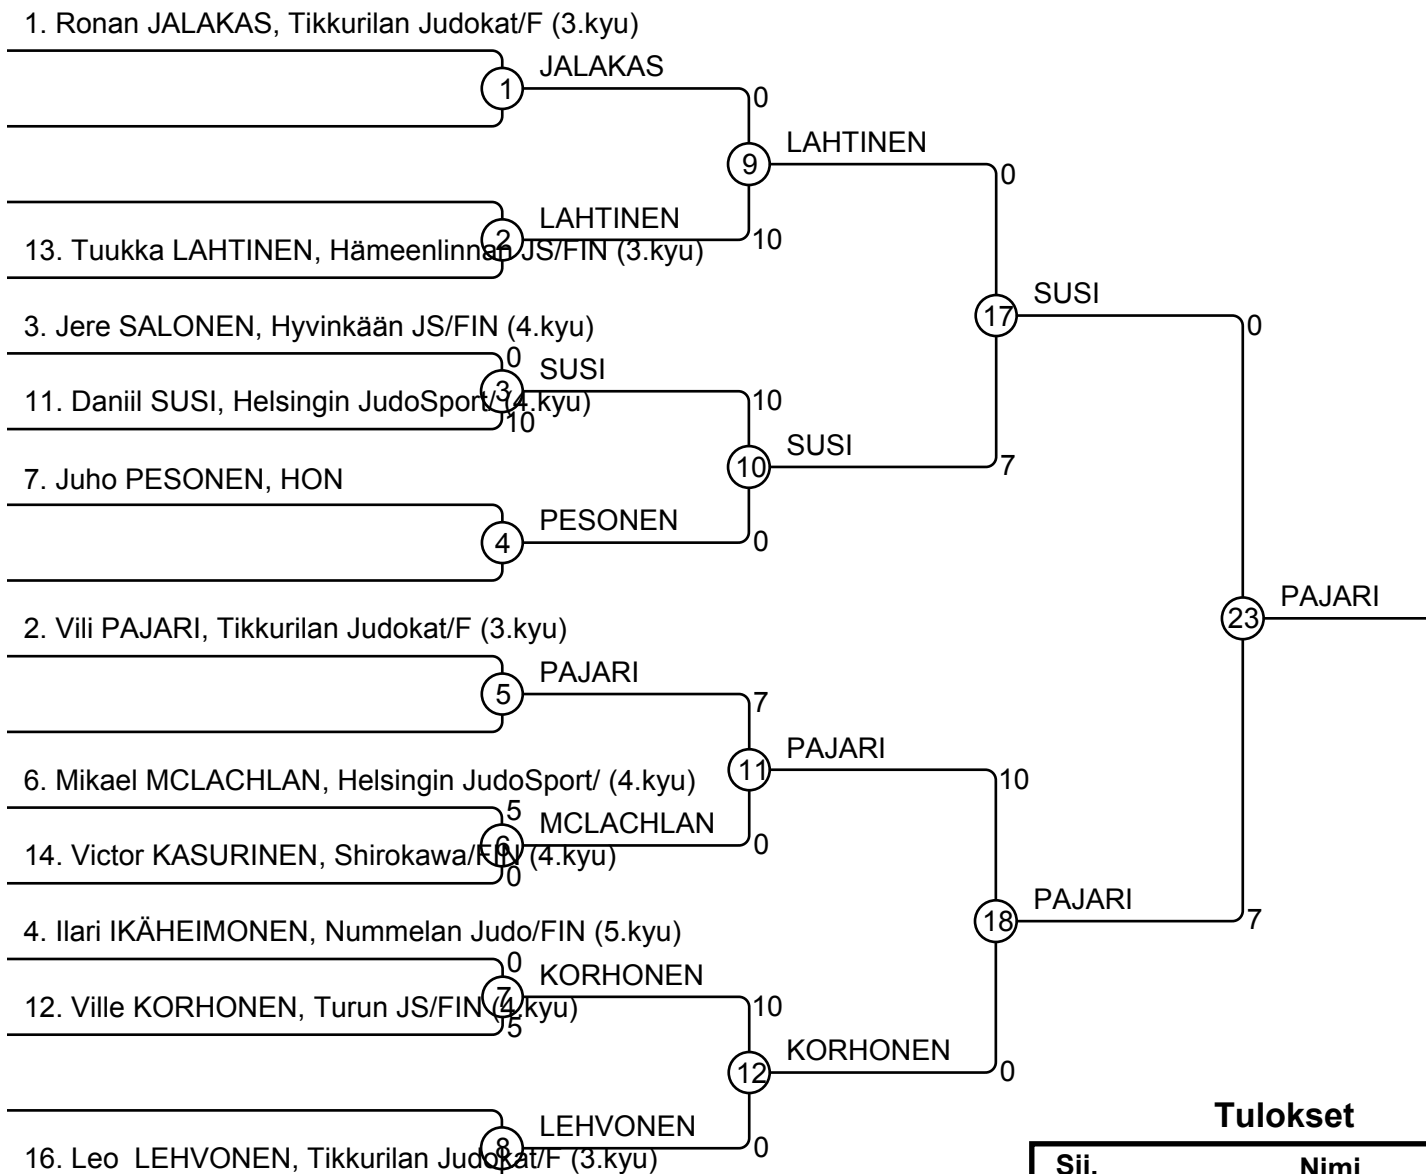 1. Ronan JALAKAS, Tikkurilan Judokat/F (3.kyu)
JALAKAS
1
0
LAHTINEN
9
0
LAHTINEN
2
10
13. Tuukka LAHTINEN, Hämeenlinnan JS/FIN (3.kyu)
SUSI
17
0
3. Jere SALONEN, Hyvinkään JS/FIN (4.kyu)
0
SUSI
3
10
11. Daniil SUSI, Helsingin JudoSport/ (4.kyu)
10
SUSI
10
7
7. Juho PESONEN, HON
PESONEN
4
0
PAJARI
23
2. Vili PAJARI, Tikkurilan Judokat/F (3.kyu)
PAJARI
5
7
PAJARI
11
10
6. Mikael MCLACHLAN, Helsingin JudoSport/ (4.kyu)
5
MCLACHLAN
6
0
14. Victor KASURINEN, Shirokawa/FIN (4.kyu)
0
PAJARI
18
7
4. Ilari IKÄHEIMONEN, Nummelan Judo/FIN (5.kyu)
0
KORHONEN
7
10
12. Ville KORHONEN, Turun JS/FIN (4.kyu)
5
KORHONEN
12
0
LEHVONEN
8
0
16. Leo  LEHVONEN, Tikkurilan Judokat/F (3.kyu)
Tulokset
Sij. Nimi